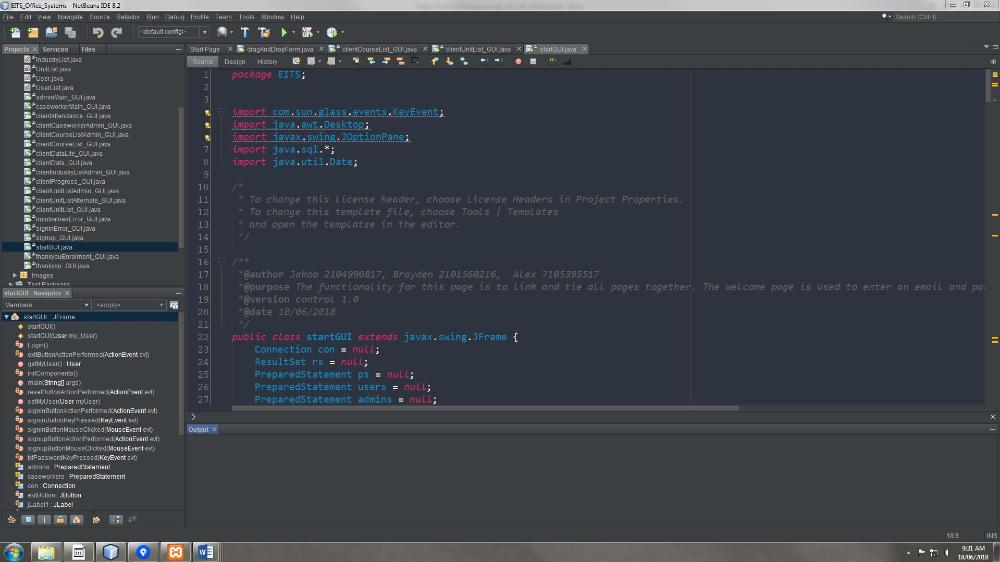 EITS_Office_Systems - NetBeans IDE 8.2
File Edit View Navigate Source Refactor Run Debug Profile Team Tools Window Help
Search (Ctrl+I)
<default config>
Projects Services Files
IndustryList.java
UnitList.java
User.java
UserList.java
adminMain_GUI.java
caseworkerMain_GUI.java
clientAttendance_GUI.java
clientCaseworkerAdmin_GUI.java
clientCourseListAdmin_GUI.java
clientCourseList_GUI.java
clientDataLite_GUI.java
clientData_GUI.java
clientIndustryListAdmin_GUI.java
clientProgress_GUI.java
clientUnitListAdmin_GUI.java
clientUnitListAlternate_GUI.java
clientUnitList_GUI.java
inputvaluesError_GUI.java
signinError_GUI.java
signup_GUI.java
startGUI.java
thankyouEnrolment_GUI.java
thankyou_GUI.java
Images
Test Packages
startGUI - Navigator
Members <empty>
startGUI :: JFrame
startGUI()
startGUI(User my_User)
Login()
exitButtonActionPerformed(ActionEvent evt)
getMyUser() : User
initComponents()
main(String[] args)
resetButtonActionPerformed(ActionEvent evt)
setMyUser(User myUser)
signinButtonActionPerformed(ActionEvent evt)
signinButtonKeyPressed(KeyEvent evt)
signinButtonMouseClicked(MouseEvent evt)
signupButtonActionPerformed(ActionEvent evt)
signupButtonMouseClicked(MouseEvent evt)
txtPasswordKeyPressed(KeyEvent evt)
admins : PreparedStatement
caseworkers : PreparedStatement
con : Connection
exitButton : JButton
jLabel1 : JLabel
Start Page dragAndDropForm.java clientCourseList_GUI.java clientUnitList_GUI.java startGUI.java
Source Design History
1 package EITS;
2
3
import com.sun.glass.events.KeyEvent;
import java.awt.Desktop;
import javax.swing.JOptionPane;
7 import java.sql.*;
8 import java.util.Date;
9
10 /*
11 * To change this license header, choose License Headers in Project Properties.
12 * To change this template file, choose Tools | Templates
13 * and open the templatse in the editor.
14 */
15
16 /**
17 *@author Jakob 2104990817, Brayden 2101560216, Alex 7105395517
18 *@purpose The functionality for this page is to link and tie all pages together. The welcome page is used to enter an email and pa
19 *@version control 1.0
20 *@date 10/06/2018
21 */
22 public class startGUI extends javax.swing.JFrame {
23 Connection con = null;
24 ResultSet rs = null;
25 PreparedStatement ps = null;
26 PreparedStatement users = null;
27 PreparedStatement admins = null;
Output
18:8 INS
9:31 AM
18/06/2018